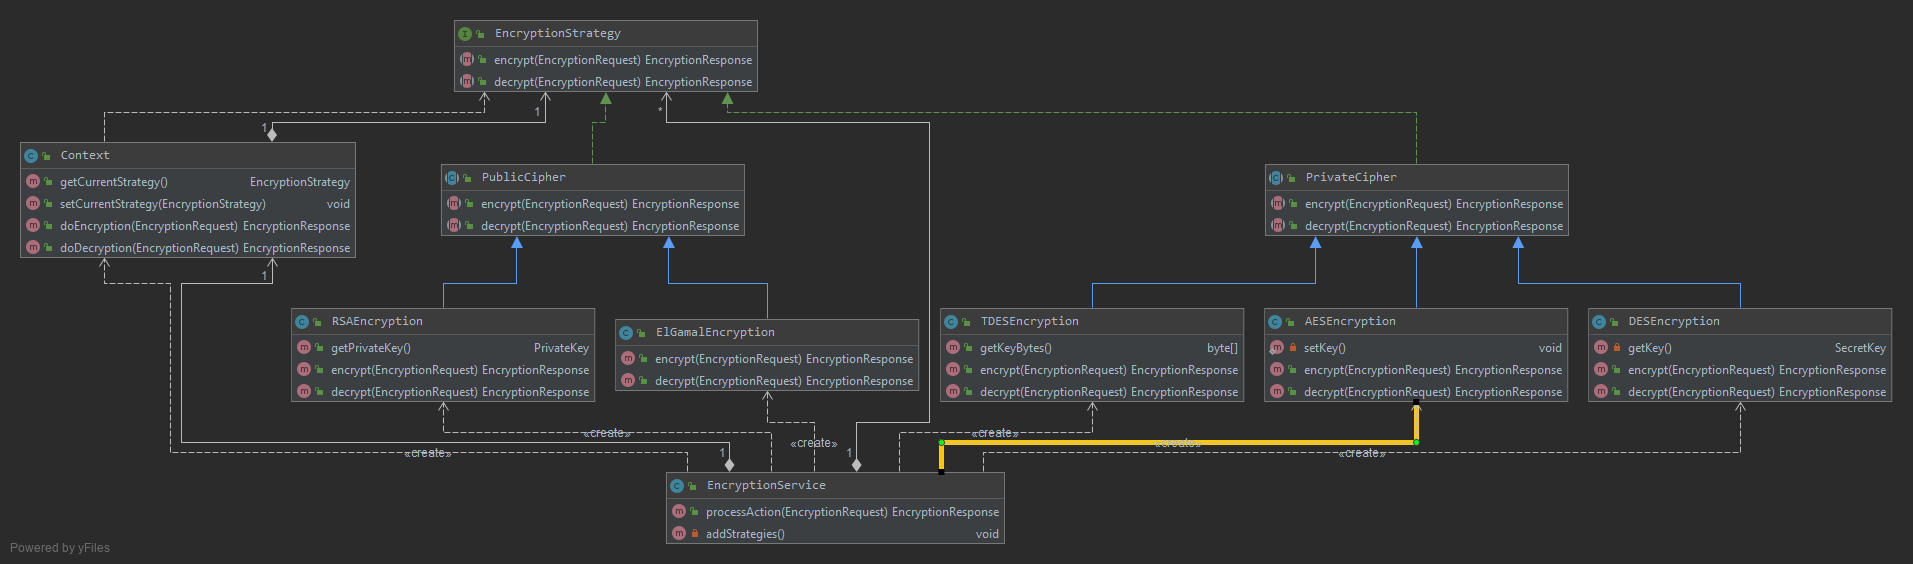 EncryptionStrategy
encrypt(EncryptionRequest) EncryptionResponse
decrypt(EncryptionRequest) EncryptionResponse
1
*
1
Context
getCurrentStrategy() EncryptionStrategy
setCurrentStrategy(EncryptionStrategy) void
doEncryption(EncryptionRequest) EncryptionResponse
doDecryption(EncryptionRequest) EncryptionResponse
PublicCipher
encrypt(EncryptionRequest) EncryptionResponse
decrypt(EncryptionRequest) EncryptionResponse
PrivateCipher
encrypt(EncryptionRequest) EncryptionResponse
decrypt(EncryptionRequest) EncryptionResponse
1
RSAEncryption
getPrivateKey() PrivateKey
encrypt(EncryptionRequest) EncryptionResponse
decrypt(EncryptionRequest) EncryptionResponse
ElGamalEncryption
encrypt(EncryptionRequest) EncryptionResponse
decrypt(EncryptionRequest) EncryptionResponse
TDESEncryption
getKeyBytes() byte[]
encrypt(EncryptionRequest) EncryptionResponse
decrypt(EncryptionRequest) EncryptionResponse
AESEncryption
setKey() void
encrypt(EncryptionRequest) EncryptionResponse
decrypt(EncryptionRequest) EncryptionResponse
DESEncryption
getKey() SecretKey
encrypt(EncryptionRequest) EncryptionResponse
decrypt(EncryptionRequest) EncryptionResponse
«create»
«create»
«create»
«create»
«create»
«create»
1
1
EncryptionService
processAction(EncryptionRequest) EncryptionResponse
addStrategies() void
Powered by yFiles